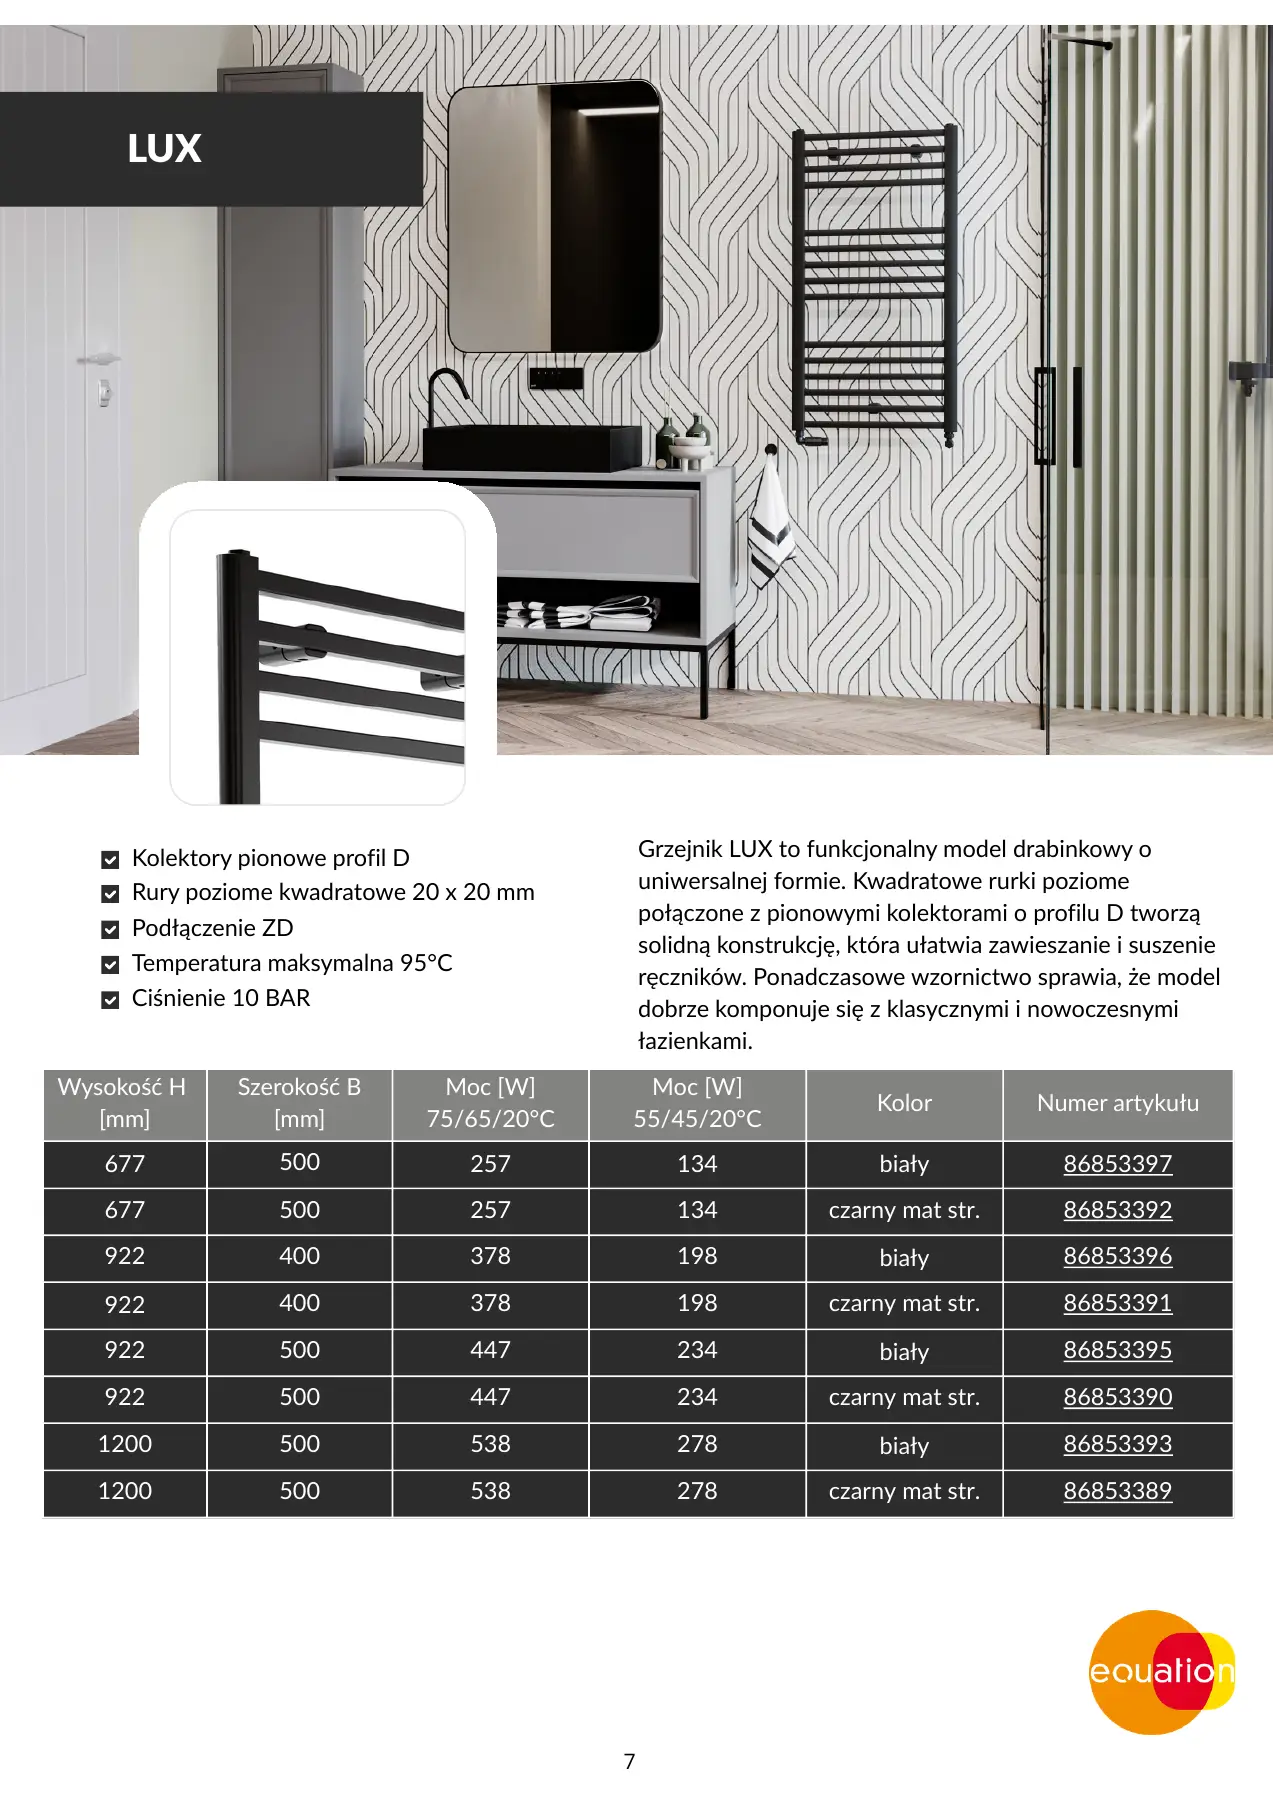 LUX
Kolektory pionowe profil D
Rury poziome kwadratowe 20 x 20 mm
Podłączenie ZD
Temperatura maksymalna 95°C
Ciśnienie 10 BAR
Grzejnik LUX to funkcjonalny model drabinkowy o
uniwersalnej formie. Kwadratowe rurki poziome
połączone z pionowymi kolektorami o profilu D tworzą
solidną konstrukcję, która ułatwia zawieszanie i suszenie
ręczników. Ponadczasowe wzornictwo sprawia, że model
dobrze komponuje się z klasycznymi i nowoczesnymi
łazienkami.
Wysokość H [mm] Szerokość B [mm] Moc [W] 75/65/20°C Moc [W] 55/45/20°C Kolor Numer artykułu
677 500 257 134 biały 86853397
677 500 257 134 czarny mat str. 86853392
922 400 378 198 biały 86853396
922 400 378 198 czarny mat str. 86853391
922 500 447 234 biały 86853395
922 500 447 234 czarny mat str. 86853390
1200 500 538 278 biały 86853393
1200 500 538 278 czarny mat str. 86853389
equation
7